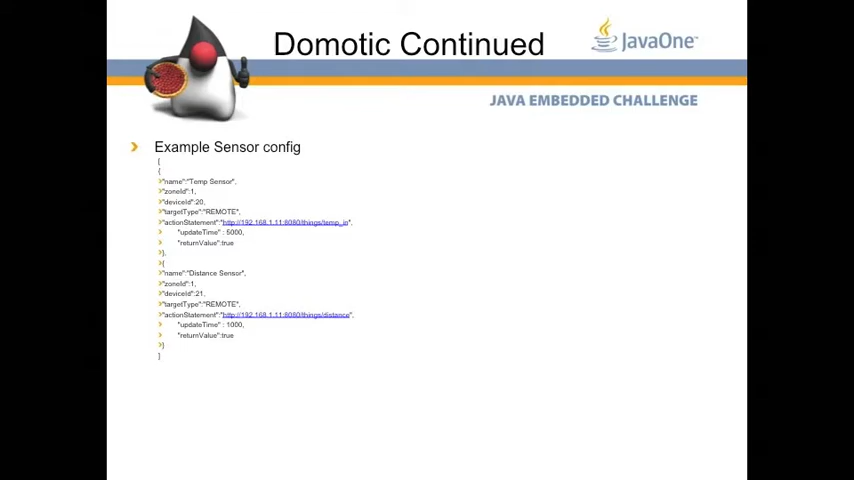 Domotic Continued
JavaOne™
JAVA EMBEDDED CHALLENGE
Example Sensor config
[
{
"name":"Temp Sensor",
"zoneId":1,
"deviceId":20,
"targetType":"REMOTE",
"actionStatement":"http://192.168.1.11:8080/things/temp_in",
"updateTime" : 5000,
"returnValue":true
},
{
"name":"Distance Sensor",
"zoneId":1,
"deviceId":21,
"targetType":"REMOTE",
"actionStatement":"http://192.168.1.11:8080/things/distance",
"updateTime" : 1000,
"returnValue":true
}
]